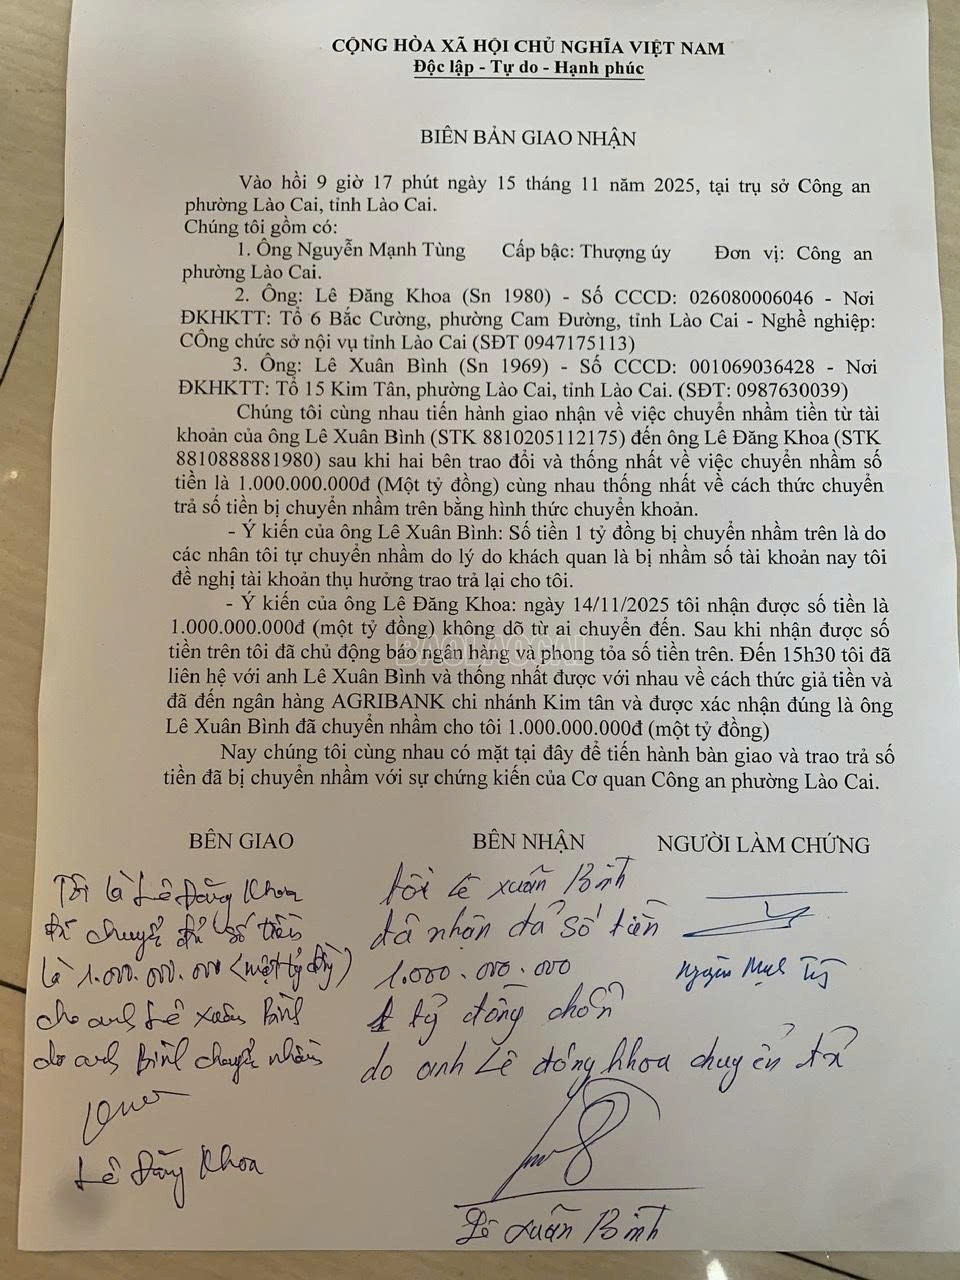 CỘNG HÒA XÃ HỘI CHỦ NGHĨA VIỆT NAM
Độc lập - Tự do - Hạnh phúc
BIÊN BẢN GIAO NHẬN
Vào hồi 9 giờ 17 phút ngày 15 tháng 11 năm 2025, tại trụ sở Công an
phường Lào Cai, tỉnh Lào Cai.
Chúng tôi gồm có:
1. Ông Nguyễn Mạnh Tùng Cấp bậc: Thượng úy Đơn vị: Công an
phường Lào Cai.
2. Ông: Lê Đăng Khoa (Sn 1980) - Số CCCD: 026080006046 - Nơi
ĐKHKTT: Tổ 6 Bắc Cường, phường Cam Đường, tỉnh Lào Cai - Nghề nghiệp:
CÔng chức sở nội vụ tỉnh Lào Cai (SĐT 0947175113)
3. Ông: Lê Xuân Bình (Sn 1969) - Số CCCD: 001069036428 - Nơi
ĐKHKTT: Tổ 15 Kim Tân, phường Lào Cai, tỉnh Lào Cai. (SĐT: 0987630039)
Chúng tôi cùng nhau tiến hành giao nhận về việc chuyển nhầm tiền từ tài
khoản của ông Lê Xuân Bình (STK 8810205112175) đến ông Lê Đăng Khoa (STK
8810888881980) sau khi hai bên trao đổi và thống nhất về việc chuyển nhầm số
tiền là 1.000.000.000đ (Một tỷ đồng) cùng nhau thống nhất về cách thức chuyển
trả số tiền bị chuyển nhầm trên bằng hình thức chuyển khoản.
- Ý kiến của ông Lê Xuân Bình: Số tiền 1 tỷ đồng bị chuyển nhầm trên là do
các nhân tôi tự chuyển nhầm do lý do khách quan là bị nhầm số tài khoản nay tôi
đề nghị tài khoản thụ hưởng trao trả lại cho tôi.
- Ý kiến của ông Lê Đăng Khoa: ngày 14/11/2025 tôi nhận được số tiền là
1.000.000.000đ (một tỷ đồng) không dõ từ ai chuyển đến. Sau khi nhận được số
tiền trên tôi đã chủ động báo ngân hàng và phong tỏa số tiền trên. Đến 15h30 tôi đã
liên hệ với anh Lê Xuân Bình và thống nhất được với nhau về cách thức giả tiền và
đã đến ngân hàng AGRIBANK chi nhánh Kim tân và được xác nhận đúng là ông
Lê Xuân Bình đã chuyển nhầm cho tôi 1.000.000.000đ (một tỷ đồng)
BAOLAOCAI
Nay chúng tôi cùng nhau có mặt tại đây để tiến hành bàn giao và trao trả số
tiền đã bị chuyển nhầm với sự chứng kiến của Cơ quan Công an phường Lào Cai.
BÊN GIAO BÊN NHẬN NGƯỜI LÀM CHỨNG
Tôi là Lê Đăng Khoa
Đã chuyển đủ số tiền
là 1.000.000.000 (một tỷ đồng)
cho anh Lê Xuân Bình
do anh Bình chuyển nhầm
Khoa
Lê Đăng Khoa
tôi Lê xuân Bình
đã nhận đủ số tiền
1.000.000.000
1 tỷ đồng chẵn
do anh Lê đăng khoa chuyển trả
Lê xuân Bình
Nguyễn Mạnh Tùng